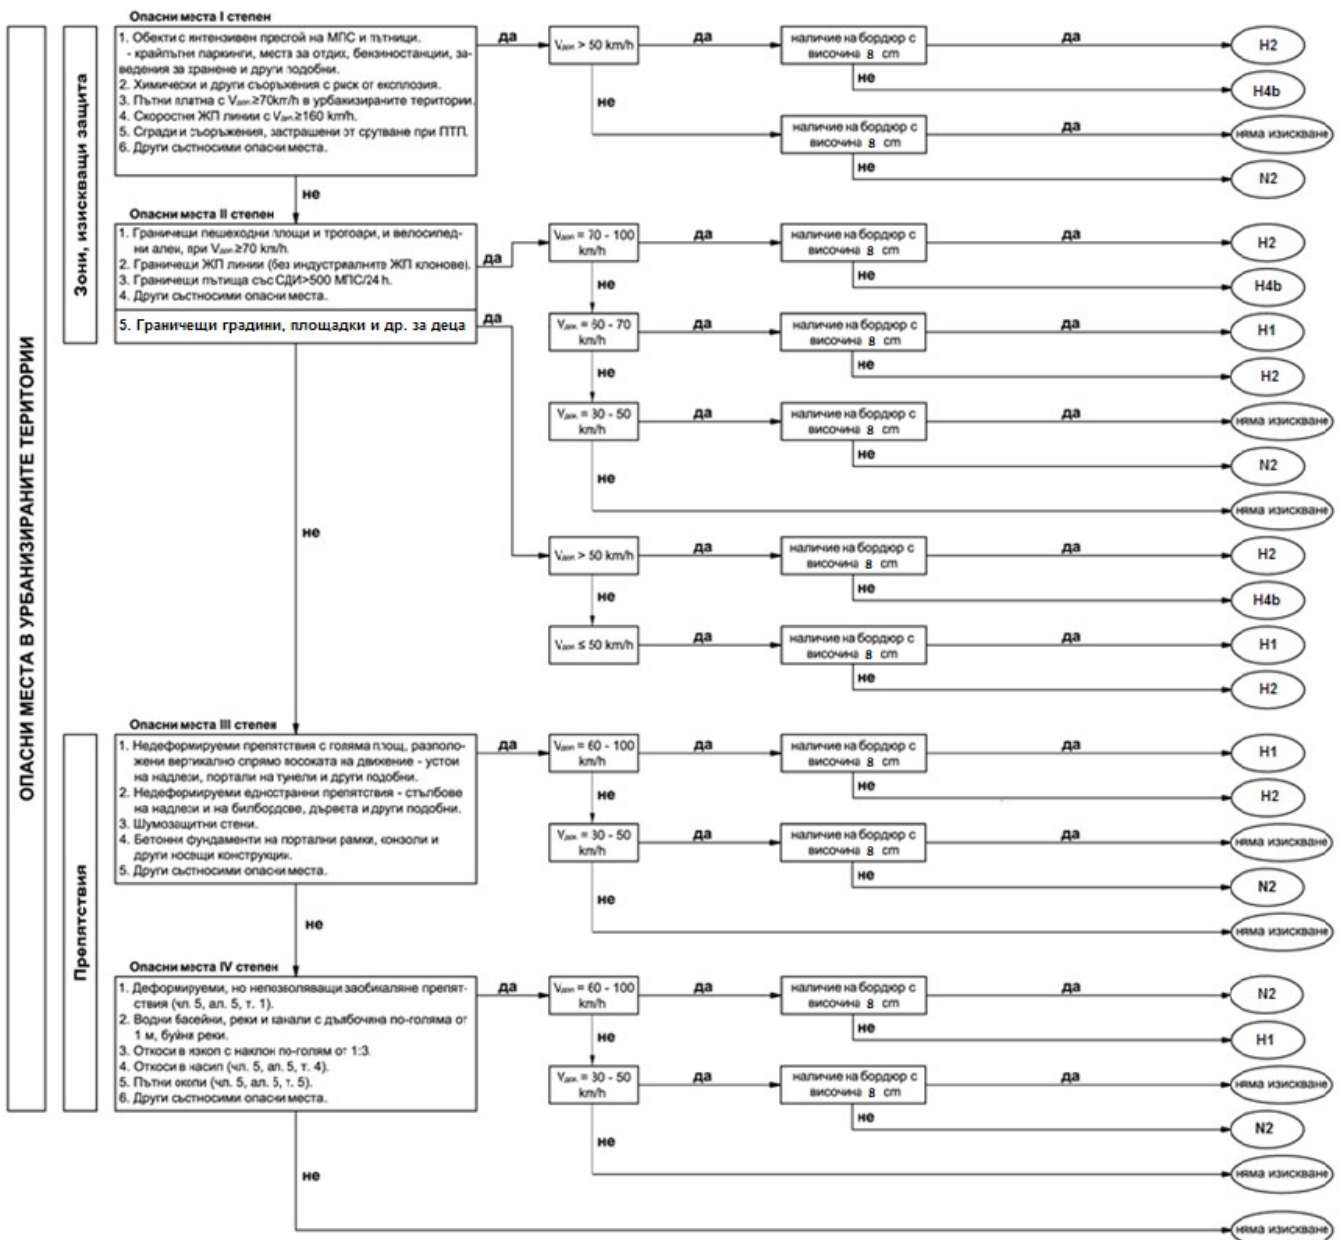 ОПАСНИ МЕСТА В УРБАНИЗИРАНИТЕ ТЕРИТОРИИ
Зони, изискващи защита
Опасни места I степен
1. Обекти с интензивен престой на МПС и пътници.
- крайпътни паркинги, места за отдих, бензиностанции, за-
ведения за хранене и други подобни.
2. Химически и други съоръжения с риск от експлозия.
3. Пътни платна с Vдоп.≥70km/h в урбанизираните територии.
4. Скоростни ЖП линии с Vдоп.≥160 km/h.
5. Сгради и съоръжения, застрашени от срутване при ПТП.
6. Други съотносими опасни места.
да
Vдоп. > 50 km/h
да
наличие на бордюр с
височина 8 cm
да
H2
не
H4b
не
наличие на бордюр с
височина 8 cm
да
няма изискване
не
N2
не
Опасни места II степен
1. Граничещи пешеходни площи и тротоари, и велосипед-
ни алеи, при Vдоп.≥70 km/h.
2. Граничещи ЖП линии (без индустриалните ЖП клонове).
3. Граничещи пътища със СДИ>500 МПС/24 h.
4. Други съотносими опасни места.
да
5. Граничещи градини, площадки и др. за деца
да
Vдоп. = 70 - 100
km/h
да
наличие на бордюр с
височина 8 cm
да
H2
не
H4b
не
Vдоп. = 60 - 70
km/h
да
наличие на бордюр с
височина 8 cm
да
H1
не
H2
не
Vдоп. = 30 - 50
km/h
да
наличие на бордюр с
височина 8 cm
да
няма изискване
не
N2
не
няма изискване
Vдоп. > 50 km/h
да
наличие на бордюр с
височина 8 cm
да
H2
не
H4b
не
Vдоп. ≤ 50 km/h
да
наличие на бордюр с
височина 8 cm
да
H1
не
H2
не
Препятствия
Опасни места III степен
1. Недеформируеми препятствия с голяма площ, разполо-
жени вертикално спрямо посоката на движение - устои
на надлези, портали на тунели и други подобни.
2. Недеформируеми едностранни препятствия - стълбове
на надлези и на билбордове, дървета и други подобни.
3. Шумозащитни стени.
4. Бетонни фундаменти на портални рамки, конзоли и
други носещи конструкции.
5. Други съотносими опасни места.
да
Vдоп. = 60 - 100
km/h
да
наличие на бордюр с
височина 8 cm
да
H1
не
H2
не
Vдоп. = 30 - 50
km/h
да
наличие на бордюр с
височина 8 cm
да
няма изискване
не
N2
не
няма изискване
не
Опасни места IV степен
1. Деформируеми, но непозволяващи заобикаляне препят-
ствия (чл. 5, ал. 5, т. 1).
2. Водни басейни, реки и канали с дълбочина по-голяма от
1 м, буйни реки.
3. Откоси в изкоп с наклон по-голям от 1:3.
4. Откоси в насип (чл. 5, ал. 5, т. 4).
5. Пътни окопи (чл. 5, ал. 5, т. 5).
6. Други съотносими опасни места.
да
Vдоп. = 60 - 100
km/h
да
наличие на бордюр с
височина 8 cm
да
N2
не
H1
не
Vдоп. = 30 - 50
km/h
да
наличие на бордюр с
височина 8 cm
да
няма изискване
не
N2
не
няма изискване
не
няма изискване